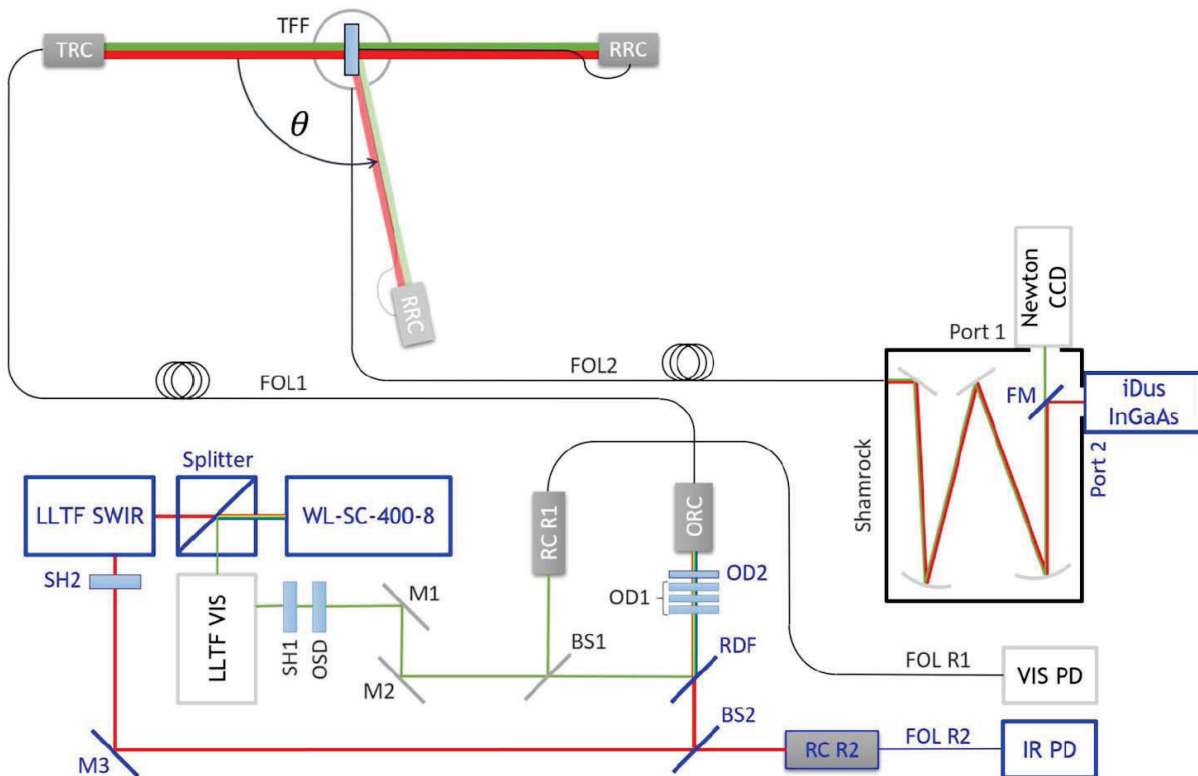 TFF
TRC
RRC
θ
RRC
Newton
CCD
Port 1
FOL1
FOL2
FM
iDus
InGaAs
Shamrock
Port 2
Splitter
LLTF SWIR
WL-SC-400-8
RC R1
ORC
SH2
OD2
OD1
M1
LLTF VIS
SH1
OSD
BS1
RDF
M2
FOL R1
VIS PD
BS2
M3
RC R2
FOL R2
IR PD